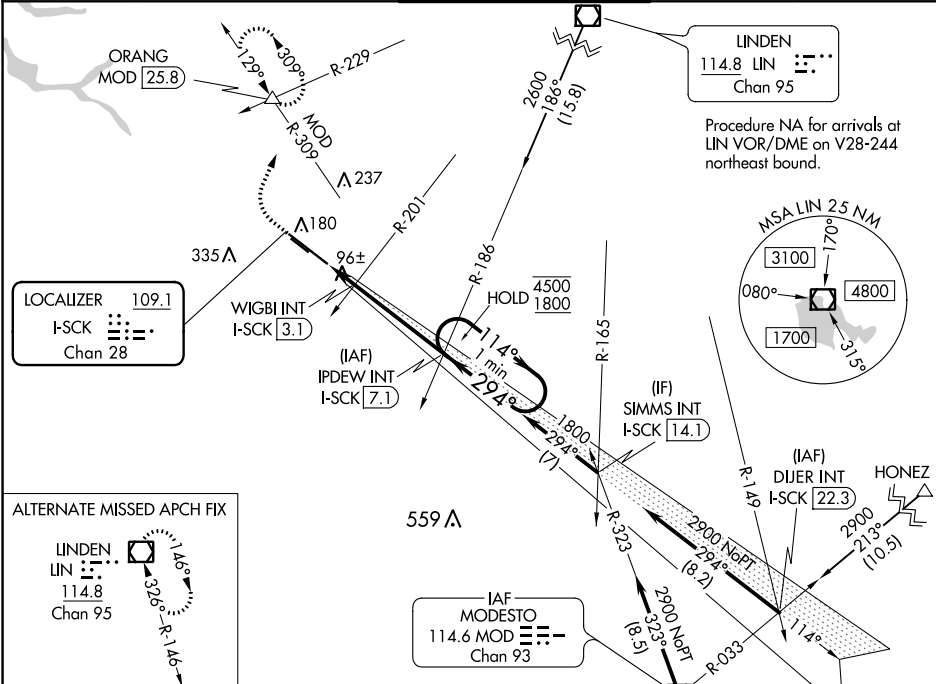 ORANG
MOD 25.8
129°
309°
R-229
MOD
R-309
237
2600
186°
(15.8)
LINDEN
114.8 LIN
Chan 95
Procedure NA for arrivals at
LIN VOR/DME on V28-244
northeast bound.
MSA LIN 25 NM
170°
3100
080°
4800
1700
315°
180
335
96±
R-201
R-186
LOCALIZER 109.1
I-SCK
Chan 28
WIGBI INT
I-SCK 3.1
(IAF)
IPDEW INT
I-SCK 7.1
HOLD 4500
1800
114°
1 min
294°
R-165
(IF)
SIMMS INT
I-SCK 14.1
1800
294°
(7)
R-149
(IAF)
DIJER INT
I-SCK 22.3
HONEZ
2900
213°
(10.5)
ALTERNATE MISSED APCH FIX
LINDEN
LIN
114.8
Chan 95
146°
326°
R-146
559
R-323
2900 NoPT
294°
(8.2)
2900 NoPT
323°
(8.5)
IAF
MODESTO
114.6 MOD
Chan 93
R-033
114°